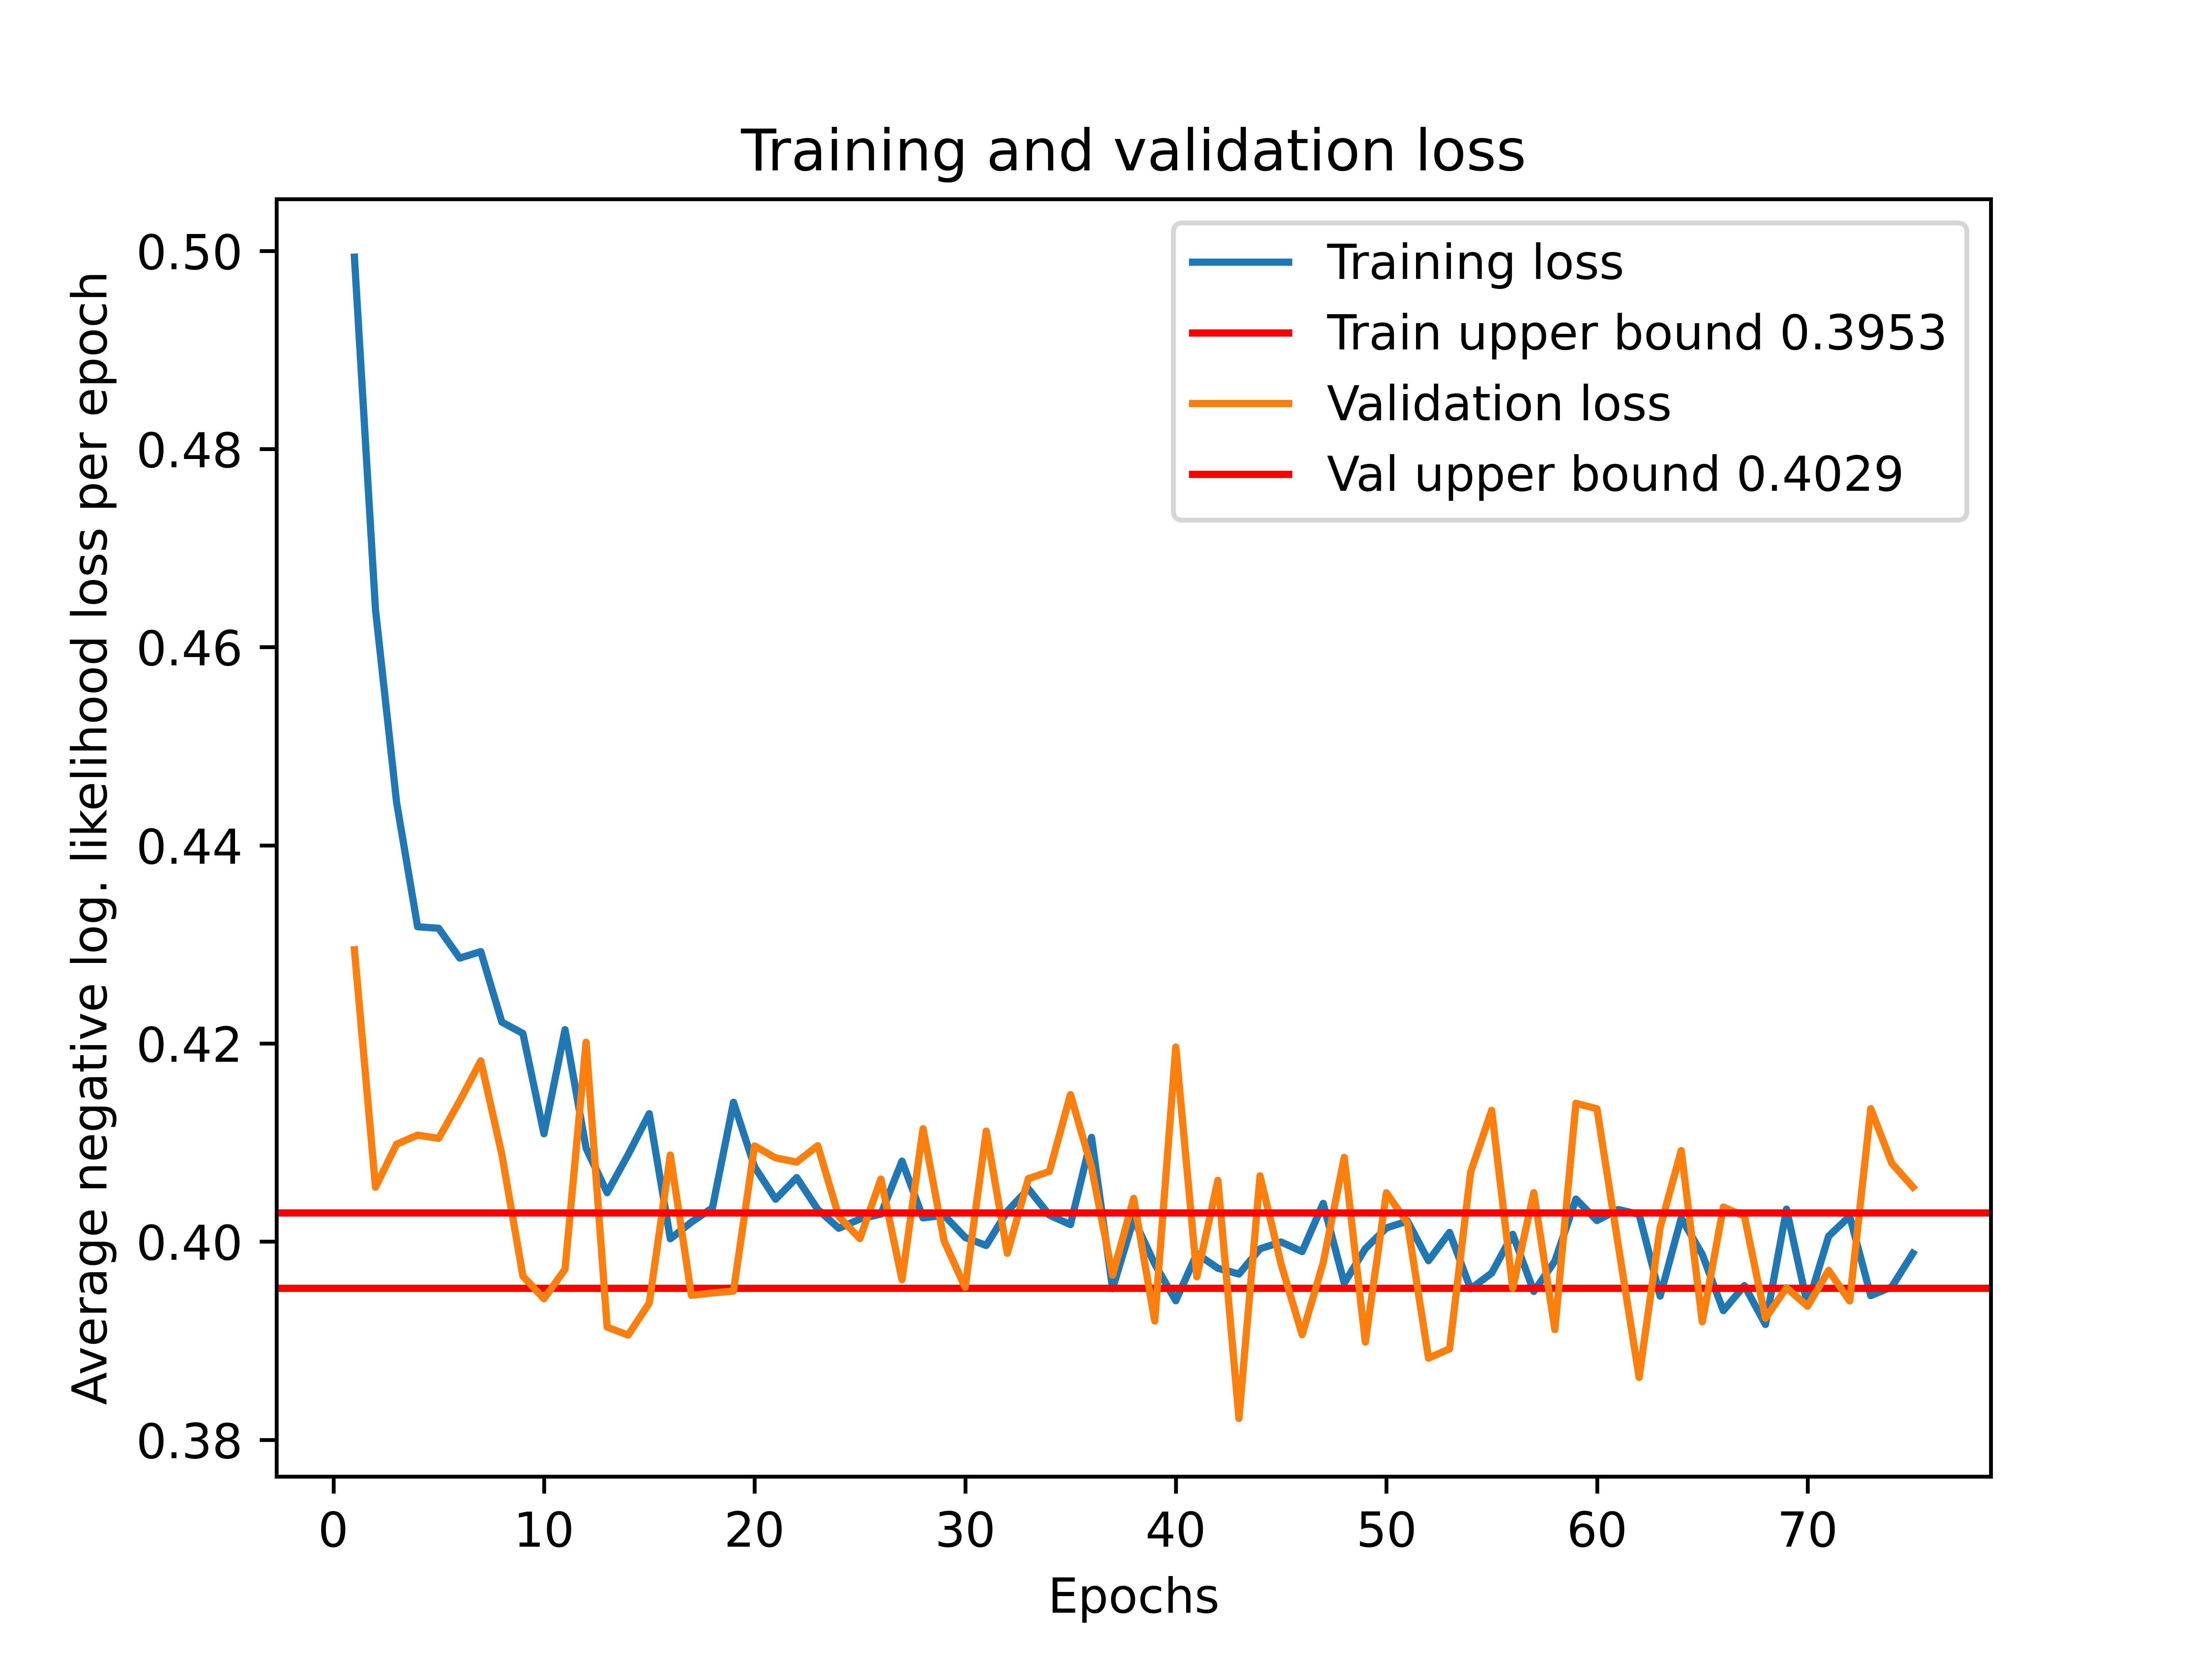 Training and validation loss
Average negative log. likelihood loss per epoch
0.50
0.48
0.46
0.44
0.42
0.40
0.38
Training loss
Train upper bound 0.3953
Validation loss
Val upper bound 0.4029
0 10 20 30 40 50 60 70
Epochs